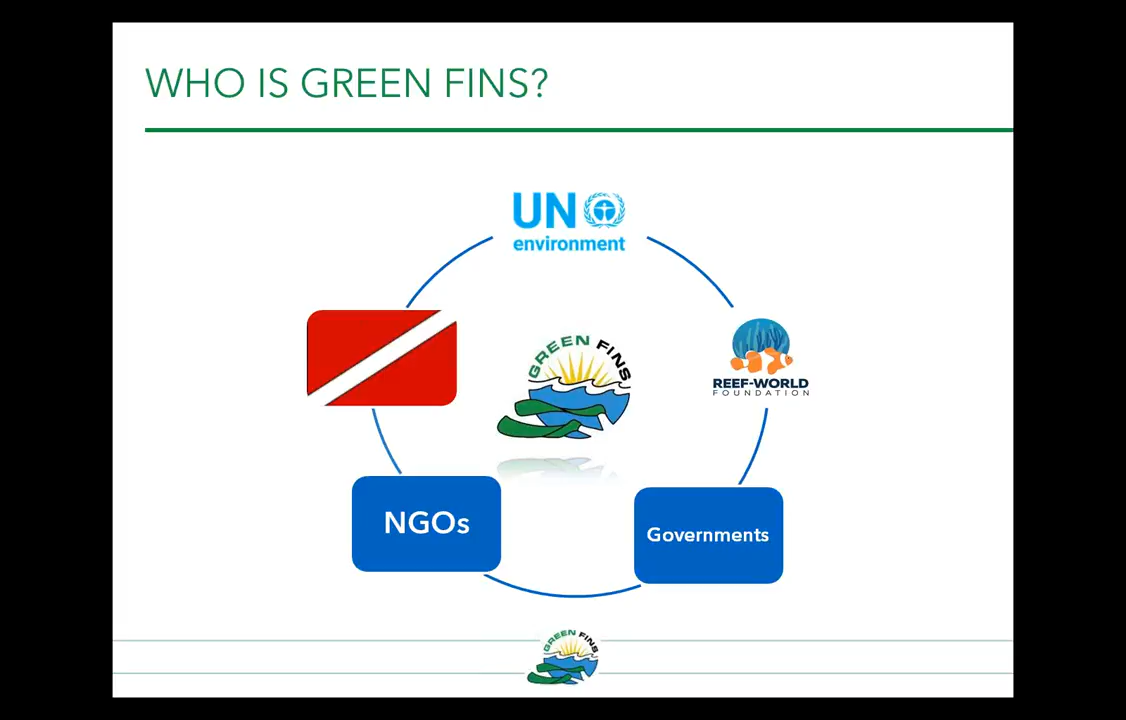 WHO IS GREEN FINS?
UN
environment
GREEN FINS
REEF-WORLD
FOUNDATION
NGOs
Governments
GREEN FINS